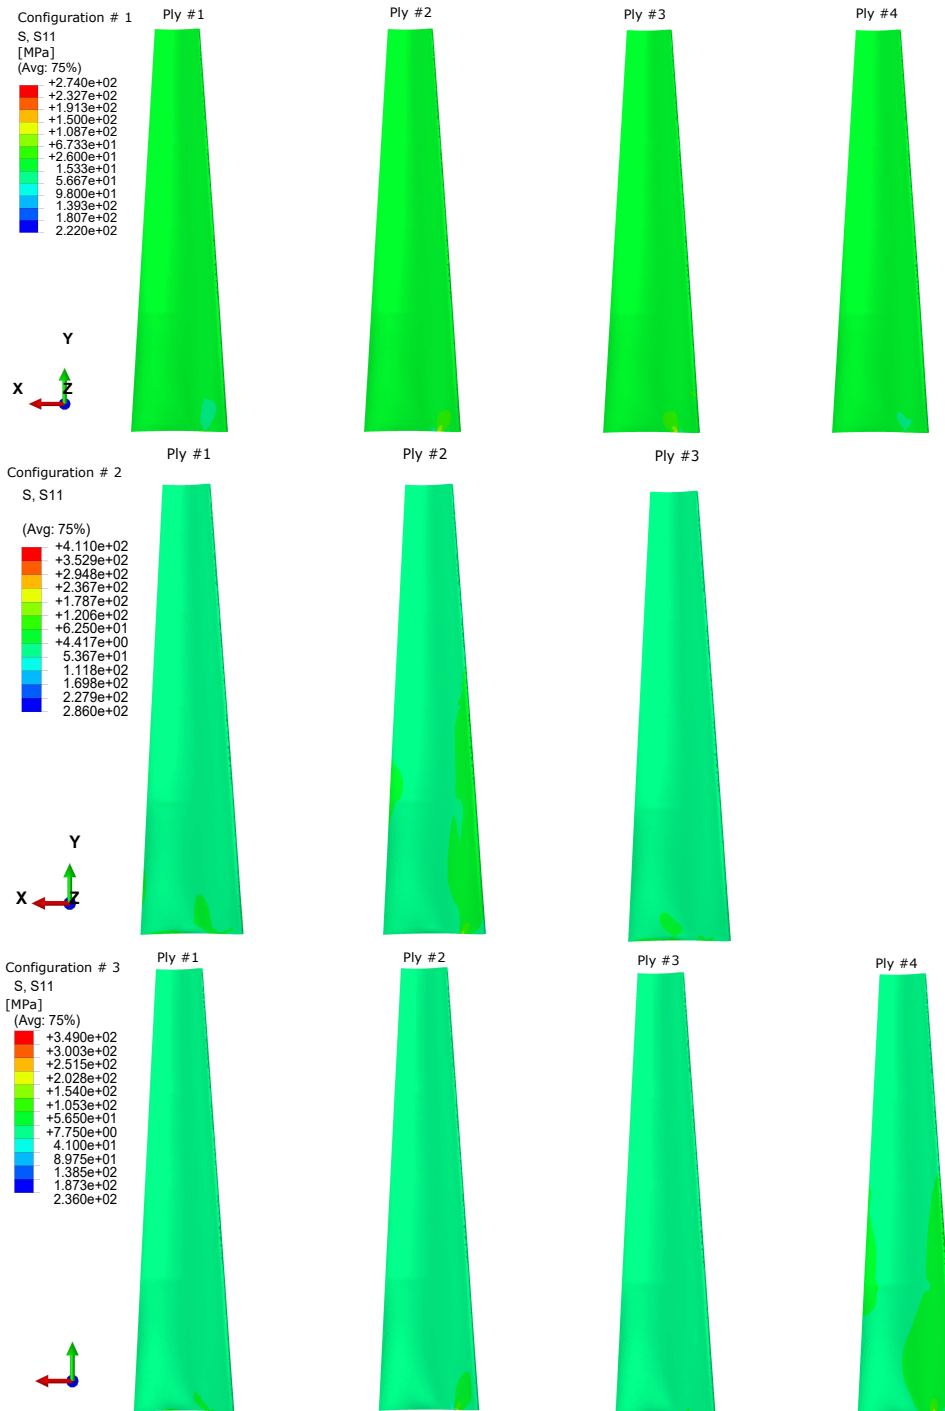 Configuration # 1
Ply #1
Ply #2
Ply #3
Ply #4
S, S11
[MPa]
(Avg: 75%)
+2.740e+02
+2.327e+02
+1.913e+02
+1.500e+02
+1.087e+02
+6.733e+01
+2.600e+01
1.533e+01
5.667e+01
9.800e+01
1.393e+02
1.807e+02
2.220e+02
Y
X
Z
Configuration # 2
Ply #1
Ply #2
Ply #3
S, S11
(Avg: 75%)
+4.110e+02
+3.529e+02
+2.948e+02
+2.367e+02
+1.787e+02
+1.206e+02
+6.250e+01
+4.417e+00
5.367e+01
1.118e+02
1.698e+02
2.279e+02
2.860e+02
Y
X
Z
Configuration # 3
Ply #1
Ply #2
Ply #3
Ply #4
S, S11
[MPa]
(Avg: 75%)
+3.490e+02
+3.003e+02
+2.515e+02
+2.028e+02
+1.540e+02
+1.053e+02
+5.650e+01
+7.750e+00
4.100e+01
8.975e+01
1.385e+02
1.873e+02
2.360e+02